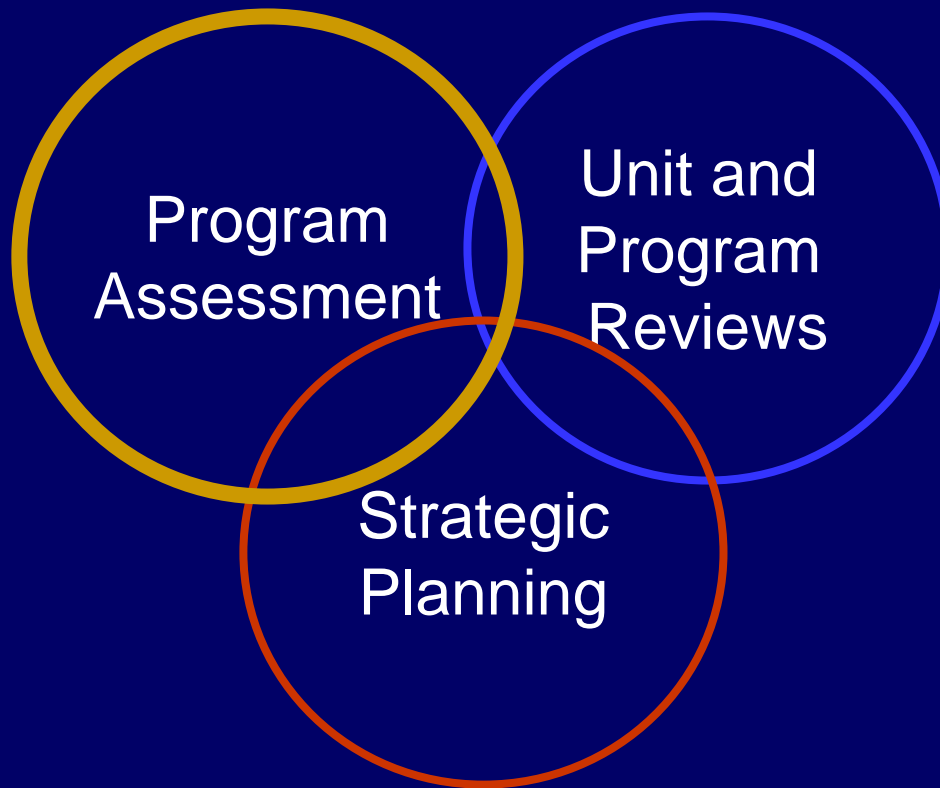 Program
Assessment
Unit and
Program
Reviews
Strategic
Planning